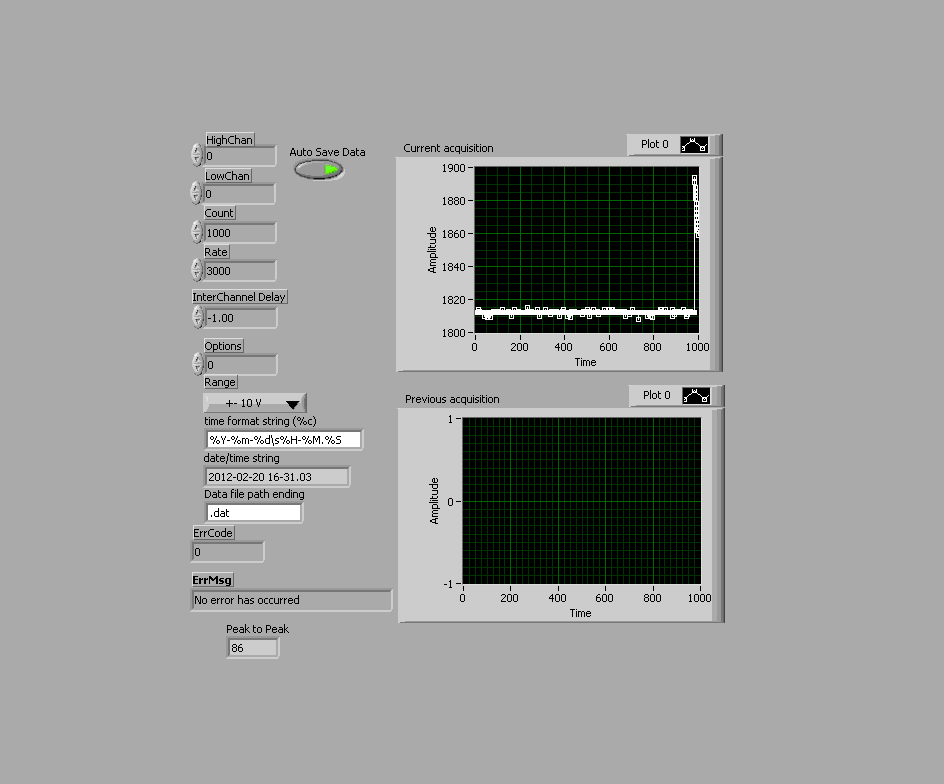 HighChan
0
Auto Save Data
LowChan
0
Count
1000
Rate
3000
InterChannel Delay
-1.00
Options
0
Range
+- 10 V
time format string (%c)
%Y-%m-%d\s%H-%M.%S
date/time string
2012-02-20 16-31.03
Data file path ending
.dat
ErrCode
0
ErrMsg
No error has occurred
Peak to Peak
86
Current acquisition
Plot 0
Amplitude
1900
1880
1860
1840
1820
1800
0 200 400 600 800 1000
Time
Previous acquisition
Plot 0
Amplitude
1
0
-1
0 200 400 600 800 1000
Time